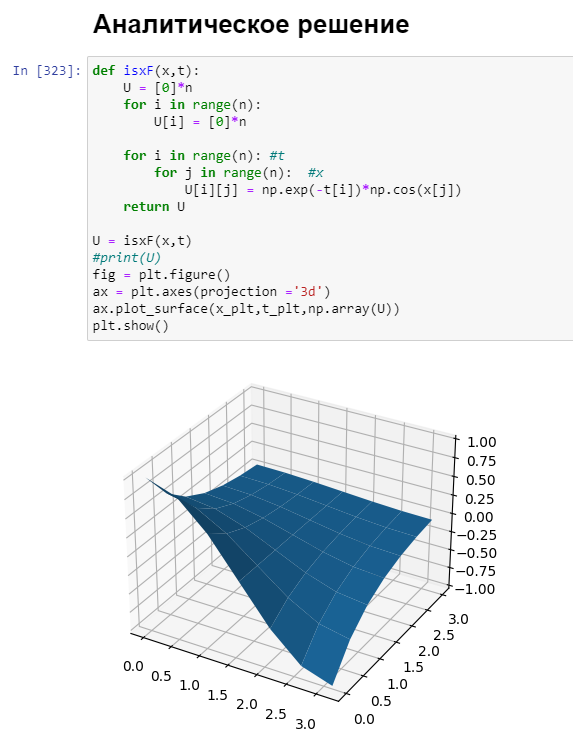 Аналитическое решение
In [323]: def isxF(x,t):
    U = [0]*n
    for i in range(n):
        U[i] = [0]*n
    for i in range(n): #t
        for j in range(n):  #x
            U[i][j] = np.exp(-t[i])*np.cos(x[j])
    return U
U = isxF(x,t)
#print(U)
fig = plt.figure()
ax = plt.axes(projection ='3d')
ax.plot_surface(x_plt,t_plt,np.array(U))
plt.show()
1.00
0.75
0.50
0.25
0.00
−0.25
−0.50
−0.75
−1.00
0.0 0.5 1.0 1.5 2.0 2.5 3.0
0.0 0.5 1.0 1.5 2.0 2.5 3.0